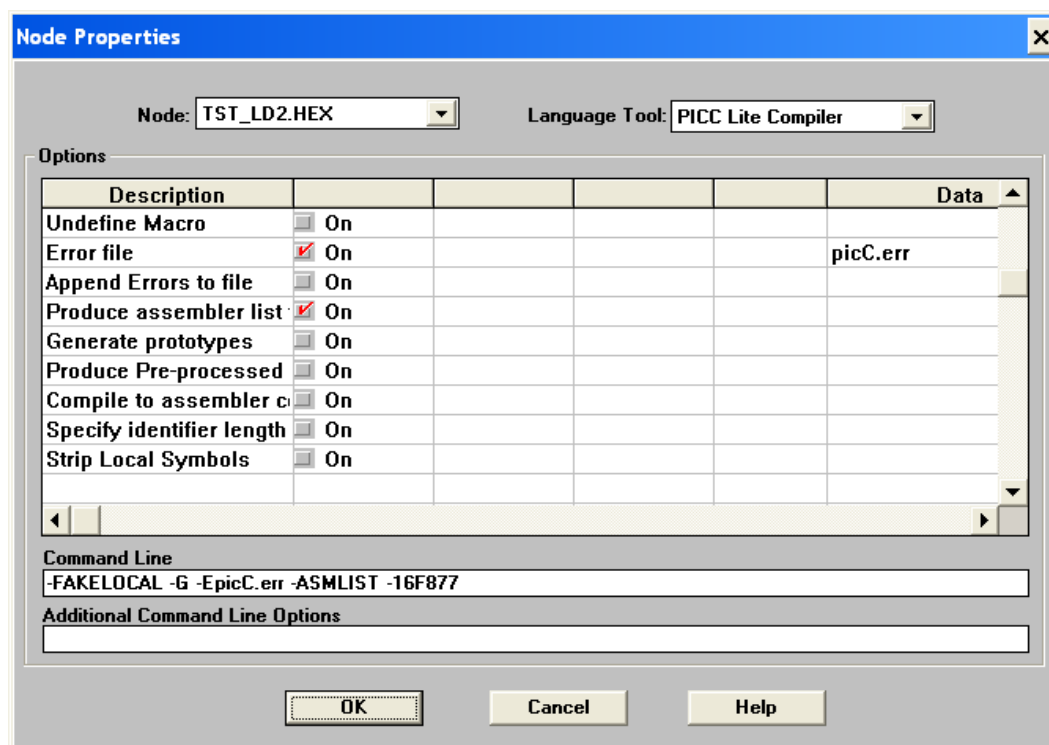 Node Properties
Node: TST_LD2.HEX Language Tool: PICC Lite Compiler
Options
Description Data
Undefine Macro On
Error file On picC.err
Append Errors to file On
Produce assembler list On
Generate prototypes On
Produce Pre-processed On
Compile to assembler On
Specify identifier length On
Strip Local Symbols On
Command Line
-FAKELOCAL -G -EpicC.err -ASMLIST -16F877
Additional Command Line Options
OK Cancel Help